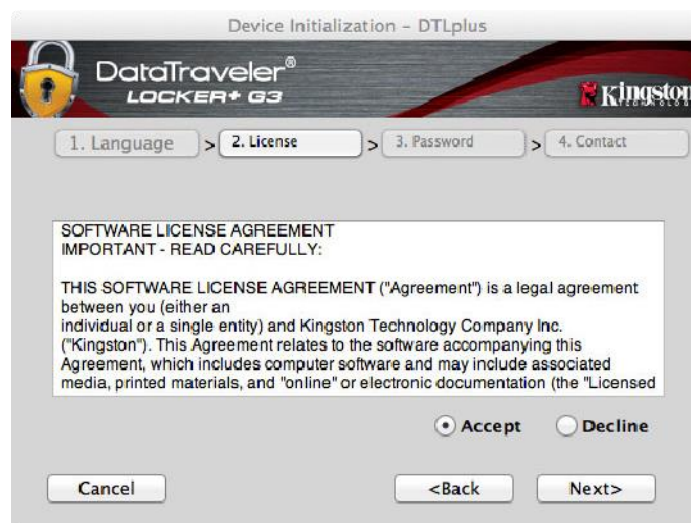 Device Initialization - DTLplus
DataTraveler®
LOCKER+ G3
Kingston
TECHNOLOGY
1. Language > 2. License > 3. Password > 4. Contact
SOFTWARE LICENSE AGREEMENT
IMPORTANT - READ CAREFULLY:
THIS SOFTWARE LICENSE AGREEMENT ("Agreement") is a legal agreement
between you (either an
individual or a single entity) and Kingston Technology Company Inc.
("Kingston"). This Agreement relates to the software accompanying this
Agreement, which includes computer software and may include associated
media, printed materials, and "online" or electronic documentation (the "Licensed
Accept Decline
Cancel <Back Next>